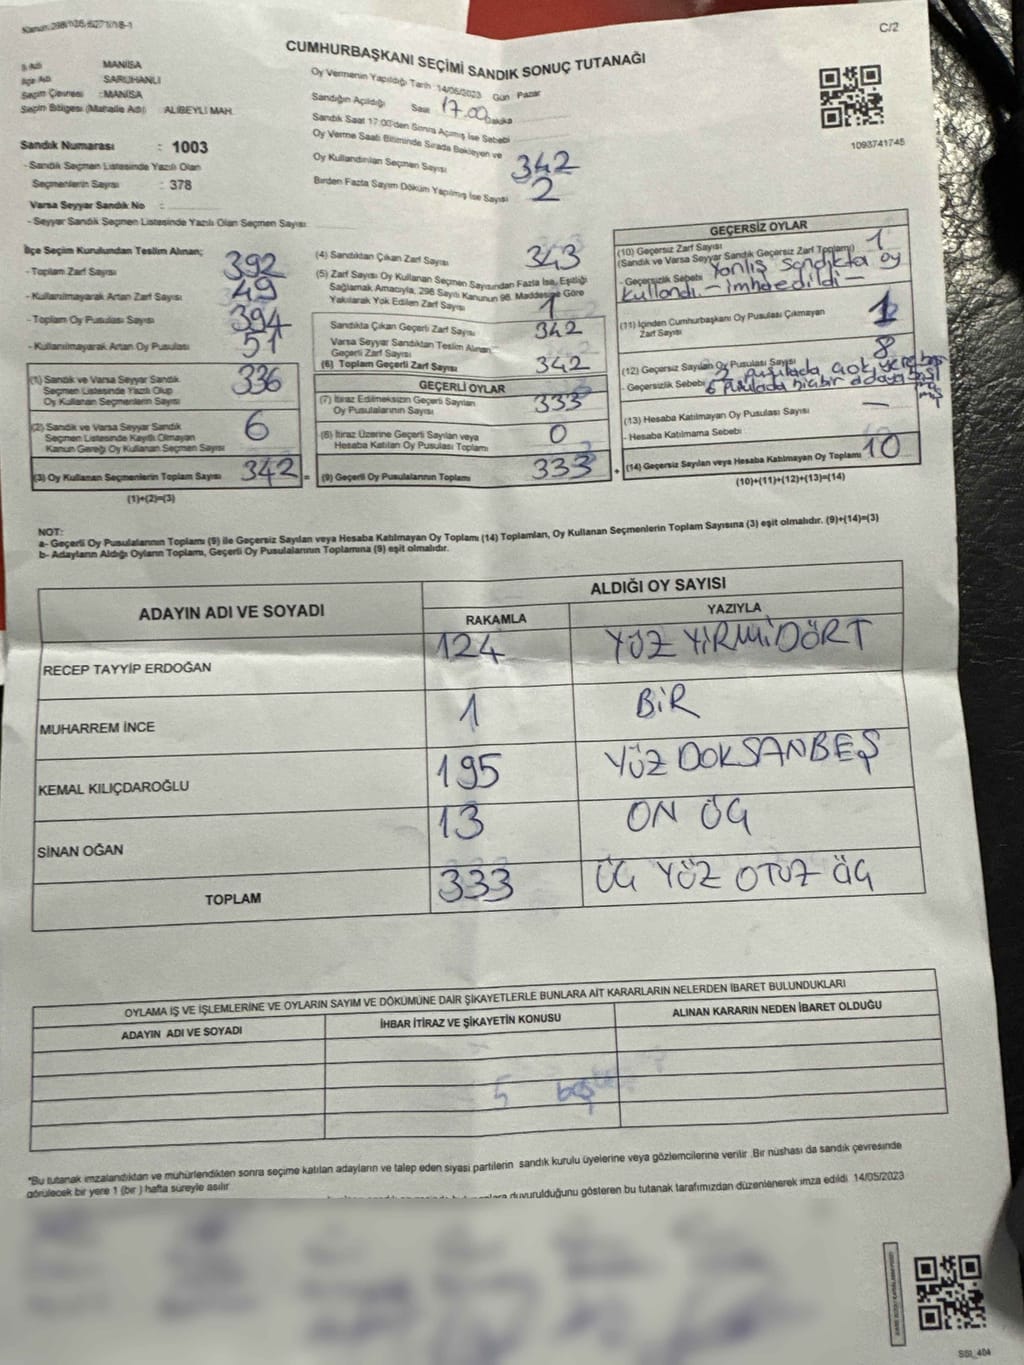 C/2
CUMHURBAŞKANI SEÇİMİ SANDIK SONUÇ TUTANAĞI
İl Adı MANİSA
İlçe Adı SARUHANLI
Seçim Çevresi : MANİSA
Seçim Bölgesi (Mahalle Adı) ALİBEYLİ MAH.
Oy Vermenin Yapıldığı Tarih : 14/05/2023 Gün : Pazar
Sandığın Açıldığı Saat 17.00 Dakika
Sandık Saat 17:00'den Sonra Açmış İse Sebebi
Oy Verme Saati Bitiminde Sırada Bekleyen ve
Oy Kullandırılan Seçmen Sayısı 342
Birden Fazla Sayım Döküm Yapılmış İse Sayısı 2
1093741745
Sandık Numarası : 1003
- Sandık Seçmen Listesinde Yazılı Olan
Seçmenlerin Sayısı : 378
Varsa Seyyar Sandık No :
- Seyyar Sandık Seçmen Listesinde Yazılı Olan Seçmen Sayısı
İlçe Seçim Kurulundan Teslim Alınan;
- Toplam Zarf Sayısı 392
- Kullanılmayarak Artan Zarf Sayısı 49
- Toplam Oy Pusulası Sayısı 394
- Kullanılmayarak Artan Oy Pusulası 51
(1) Sandık ve Varsa Seyyar Sandık
Seçmen Listesinde Yazılı Olup
Oy Kullanan Seçmenlerin Sayısı 336
(2) Sandık ve Varsa Seyyar Sandık
Seçmen Listesinde Kayıtlı Olmayan
Kanun Gereği Oy Kullanan Seçmen Sayısı 6
(3) Oy Kullanan Seçmenlerin Toplam Sayısı 342 =
(1)+(2)=(3)
(4) Sandıktan Çıkan Zarf Sayısı 343
(5) Zarf Sayısı Oy Kullanan Seçmen Sayısından Fazla İse, Eşitliği
Sağlamak Amacıyla, 298 Sayılı Kanunun 98. Maddesine Göre
Yakılarak Yok Edilen Zarf Sayısı 1
Sandıkta Çıkan Geçerli Zarf Sayısı 342
Varsa Seyyar Sandıktan Teslim Alınan
Geçerli Zarf Sayısı
(6) Toplam Geçerli Zarf Sayısı 342
GEÇERLİ OYLAR
(7) İtiraz Edilmeksizin Geçerli Sayılan
Oy Pusulalarının Sayısı 333
(8) İtiraz Üzerine Geçerli Sayılan veya
Hesaba Katılan Oy Pusulası Toplamı 0
(9) Geçerli Oy Pusulalarının Toplamı 333 +
GEÇERSİZ OYLAR
(10) Geçersiz Zarf Sayısı 1
(Sandık ve Varsa Seyyar Sandık Geçersiz Zarf Toplamı)
- Geçersizlik Sebebi Yanlış sandıkta oy
kullandı - imha edildi -
(11) İçinden Cumhurbaşkanı Oy Pusulası Çıkmayan
Zarf Sayısı 1
(12) Geçersiz Sayılan Oy Pusulası Sayısı 8
- Geçersizlik Sebebi
(13) Hesaba Katılmayan Oy Pusulası Sayısı —
- Hesaba Katılmama Sebebi
(14) Geçersiz Sayılan veya Hesaba Katılmayan Oy Toplamı 10
(10)+(11)+(12)+(13)=(14)
NOT:
a- Geçerli Oy Pusulalarının Toplamı (9) ile Geçersiz Sayılan veya Hesaba Katılmayan Oy Toplamı (14) Toplamları, Oy Kullanan Seçmenlerin Toplam Sayısına (3) eşit olmalıdır. (9)+(14)=(3)
b- Adayların Aldığı Oyların Toplamı, Geçerli Oy Pusulalarının Toplamına (9) eşit olmalıdır.
ADAYIN ADI VE SOYADI
ALDIĞI OY SAYISI
RAKAMLA YAZIYLA
RECEP TAYYİP ERDOĞAN 124 YÜZ YİRMİDÖRT
MUHARREM İNCE 1 BİR
KEMAL KILIÇDAROĞLU 195 YÜZ DOKSANBEŞ
SİNAN OĞAN 13 ON ÜÇ
TOPLAM 333 ÜÇ YÜZ OTUZ ÜÇ
OYLAMA İŞ VE İŞLEMLERİNE VE OYLARIN SAYIM VE DÖKÜMÜNE DAİR ŞİKAYETLERLE BUNLARA AİT KARARLARIN NELERDEN İBARET BULUNDUKLARI
ADAYIN ADI VE SOYADI İHBAR İTİRAZ VE ŞİKAYETİN KONUSU ALINAN KARARIN NEDEN İBARET OLDUĞU
5 beş
*Bu tutanak imzalandıktan ve mühürlendikten sonra seçime katılan adayların ve talep eden siyasi partilerin sandık kurulu üyelerine veya gözlemcilerine verilir .Bir nüshası da sandık çevresinde
görülecek bir yere 1 (bir ) hafta süreyle asılır.
duyurulduğunu gösteren bu tutanak tarafımızdan düzenlenerek imza edildi. 14/05/2023
SSI_404